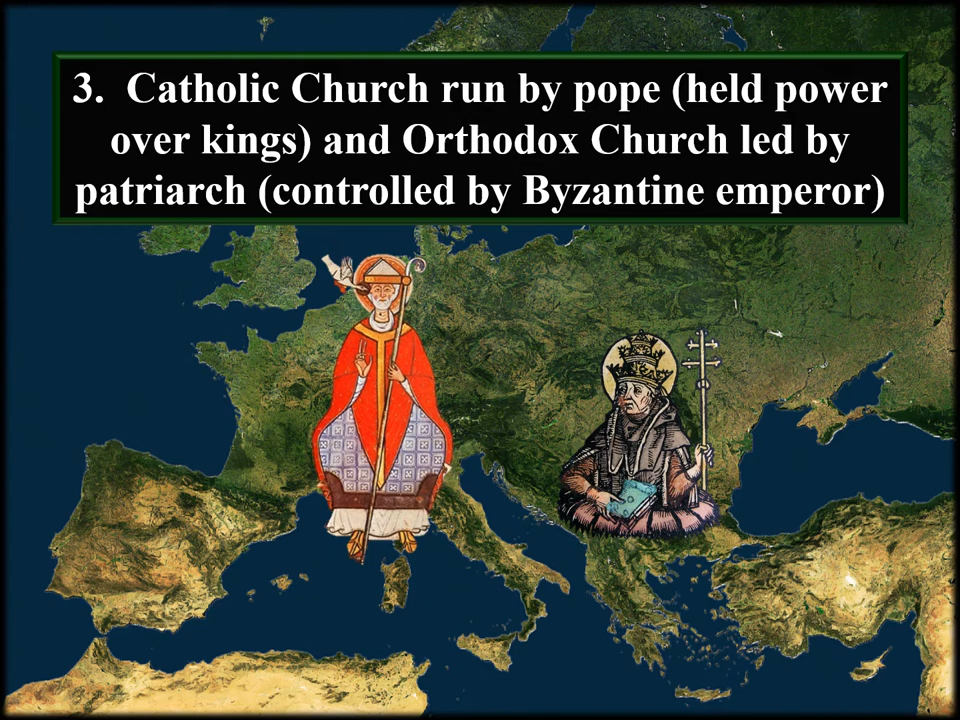 3. Catholic Church run by pope (held power
over kings) and Orthodox Church led by
patriarch (controlled by Byzantine emperor)